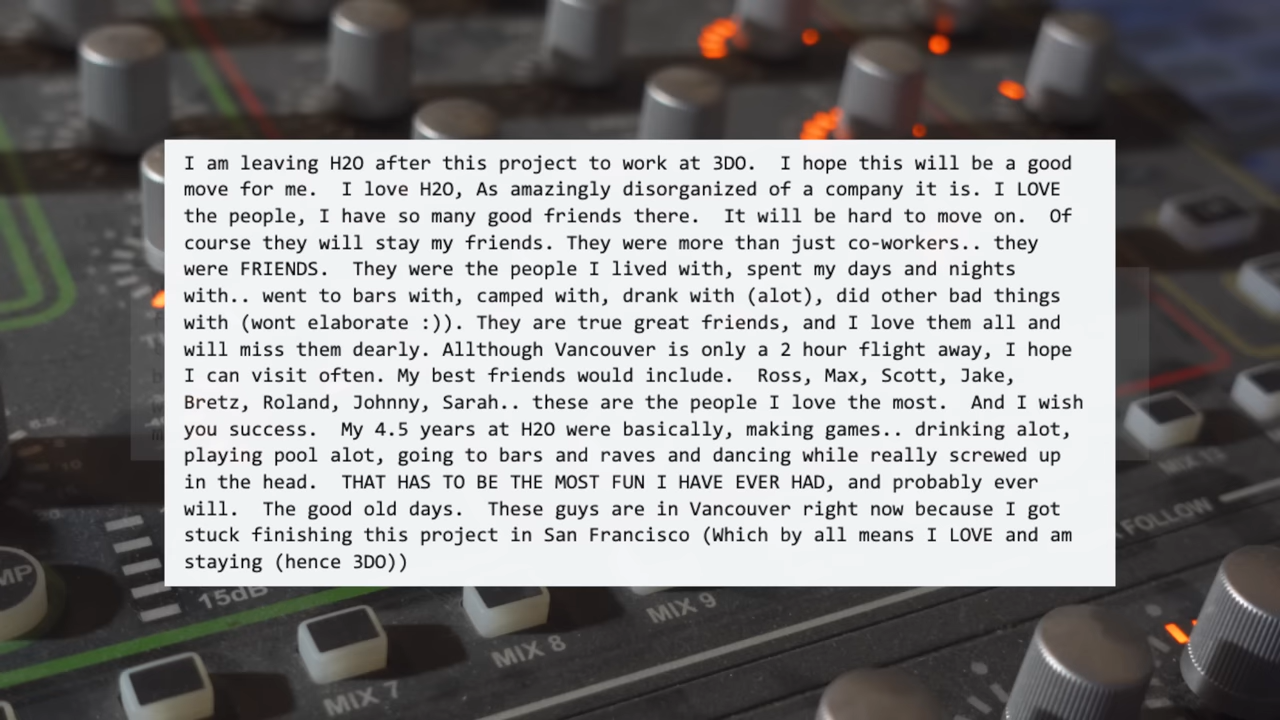 I am leaving H2O after this project to work at 3DO.  I hope this will be a good
move for me.  I love H2O, As amazingly disorganized of a company it is. I LOVE
the people, I have so many good friends there.  It will be hard to move on.  Of
course they will stay my friends. They were more than just co-workers.. they
were FRIENDS.  They were the people I lived with, spent my days and nights
with.. went to bars with, camped with, drank with (alot), did other bad things
with (wont elaborate :)). They are true great friends, and I love them all and
will miss them dearly. Allthough Vancouver is only a 2 hour flight away, I hope
I can visit often. My best friends would include.  Ross, Max, Scott, Jake,
Bretz, Roland, Johnny, Sarah.. these are the people I love the most.  And I wish
you success.  My 4.5 years at H2O were basically, making games.. drinking alot,
playing pool alot, going to bars and raves and dancing while really screwed up
in the head.  THAT HAS TO BE THE MOST FUN I HAVE EVER HAD, and probably ever
will.  The good old days.  These guys are in Vancouver right now because I got
stuck finishing this project in San Francisco (Which by all means I LOVE and am
staying (hence 3DO))
15dB
MIX 7
MIX 8
MIX 9
FOLLOW